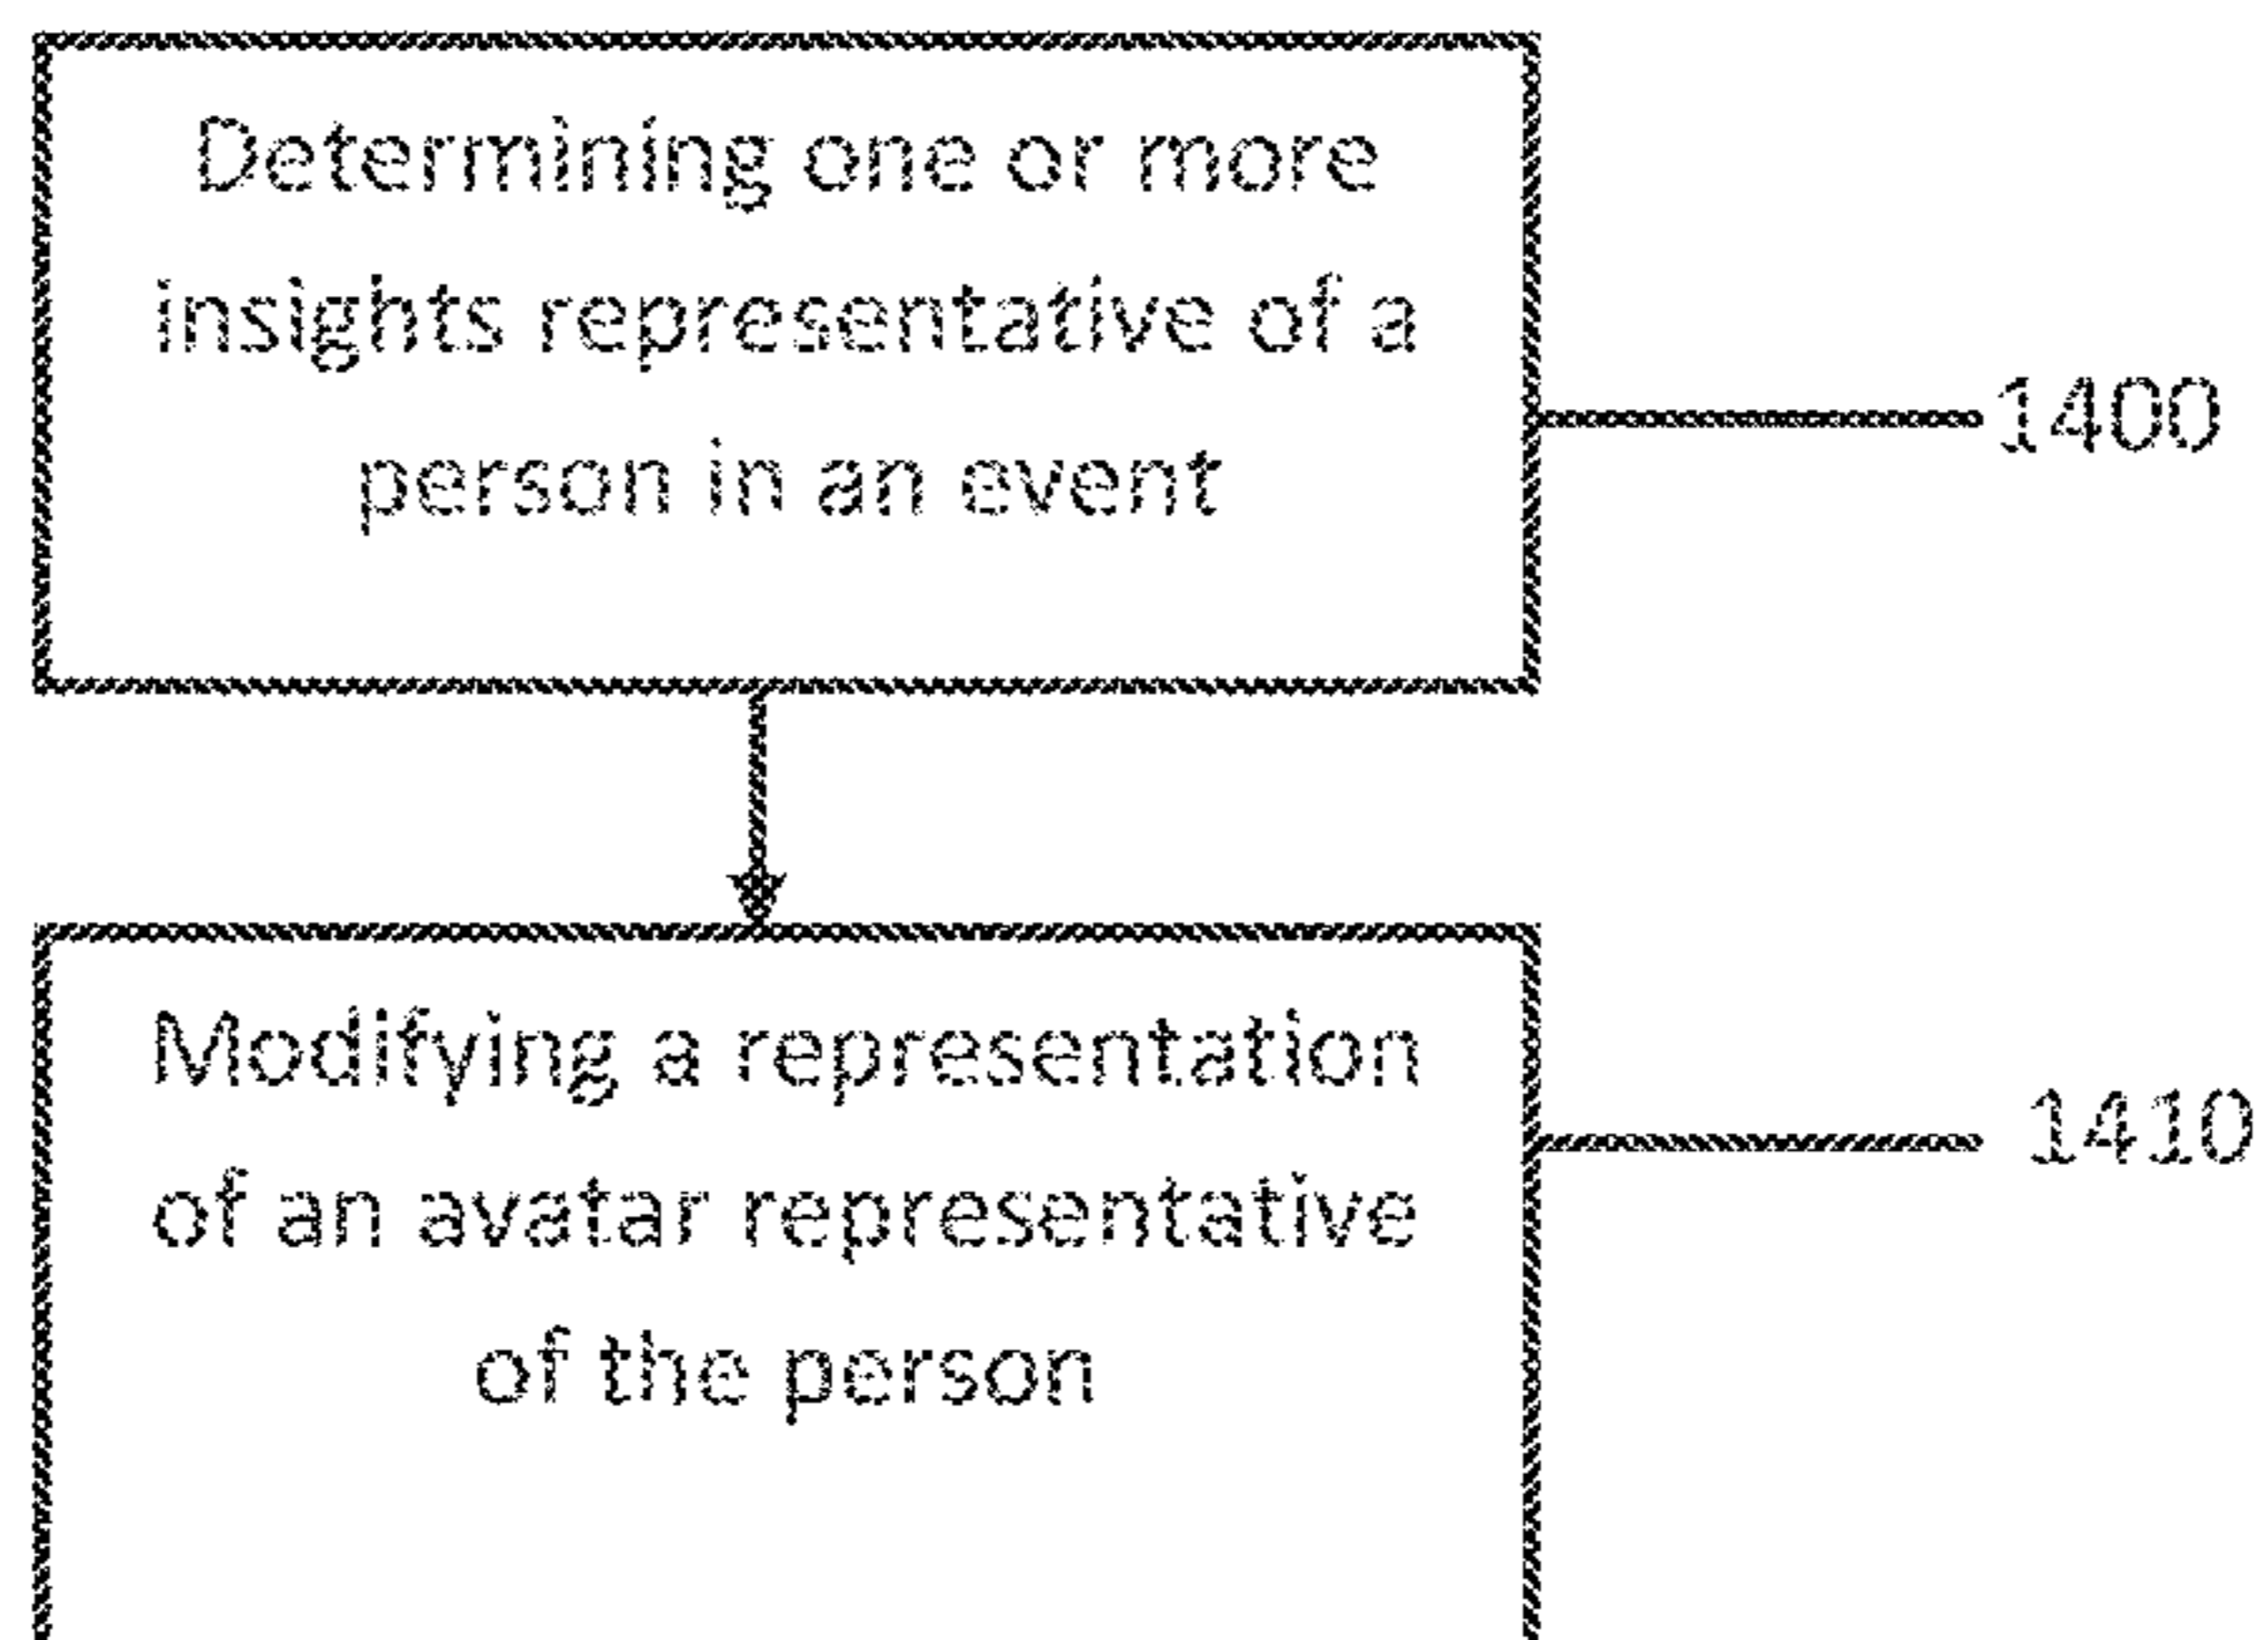 Determining one or more
insights representative of a
person in an event
1400
Modifying a representation
of an avatar representative
of the person
1410